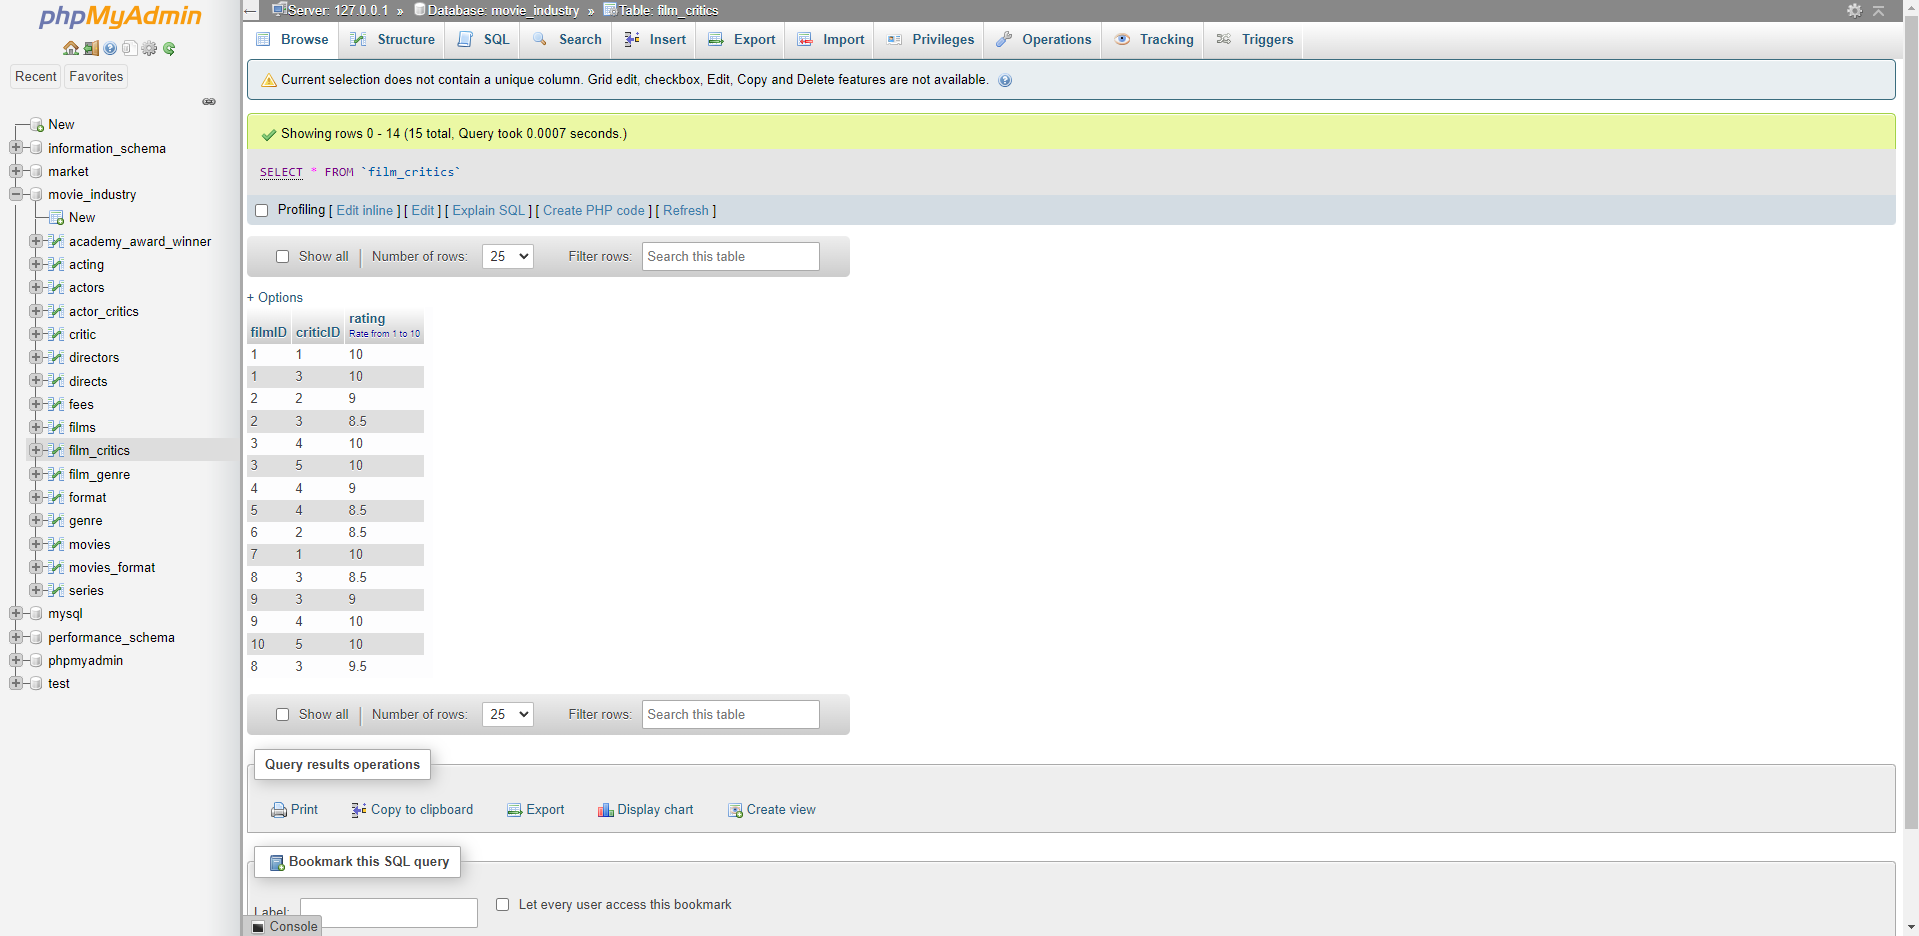 phpMyAdmin
Recent Favorites
New
information_schema
market
movie_industry
New
academy_award_winner
acting
actors
actor_critics
critic
directors
directs
fees
films
film_critics
film_genre
format
genre
movies
movies_format
series
mysql
performance_schema
phpmyadmin
test
Server: 127.0.0.1 » Database: movie_industry » Table: film_critics
Browse Structure SQL Search Insert Export Import Privileges Operations Tracking Triggers
Current selection does not contain a unique column. Grid edit, checkbox, Edit, Copy and Delete features are not available.
Showing rows 0 - 14 (15 total, Query took 0.0007 seconds.)
SELECT * FROM `film_critics`
Profiling [ Edit inline ] [ Edit ] [ Explain SQL ] [ Create PHP code ] [ Refresh ]
Show all | Number of rows: 25 Filter rows: Search this table
+ Options
filmID criticID rating
Rate from 1 to 10
1 1 10
1 3 10
2 2 9
2 3 8.5
3 4 10
3 5 10
4 4 9
5 4 8.5
6 2 8.5
7 1 10
8 3 8.5
9 3 9
9 4 10
10 5 10
8 3 9.5
Show all | Number of rows: 25 Filter rows: Search this table
Query results operations
Print Copy to clipboard Export Display chart Create view
Bookmark this SQL query
Label: Let every user access this bookmark
Console